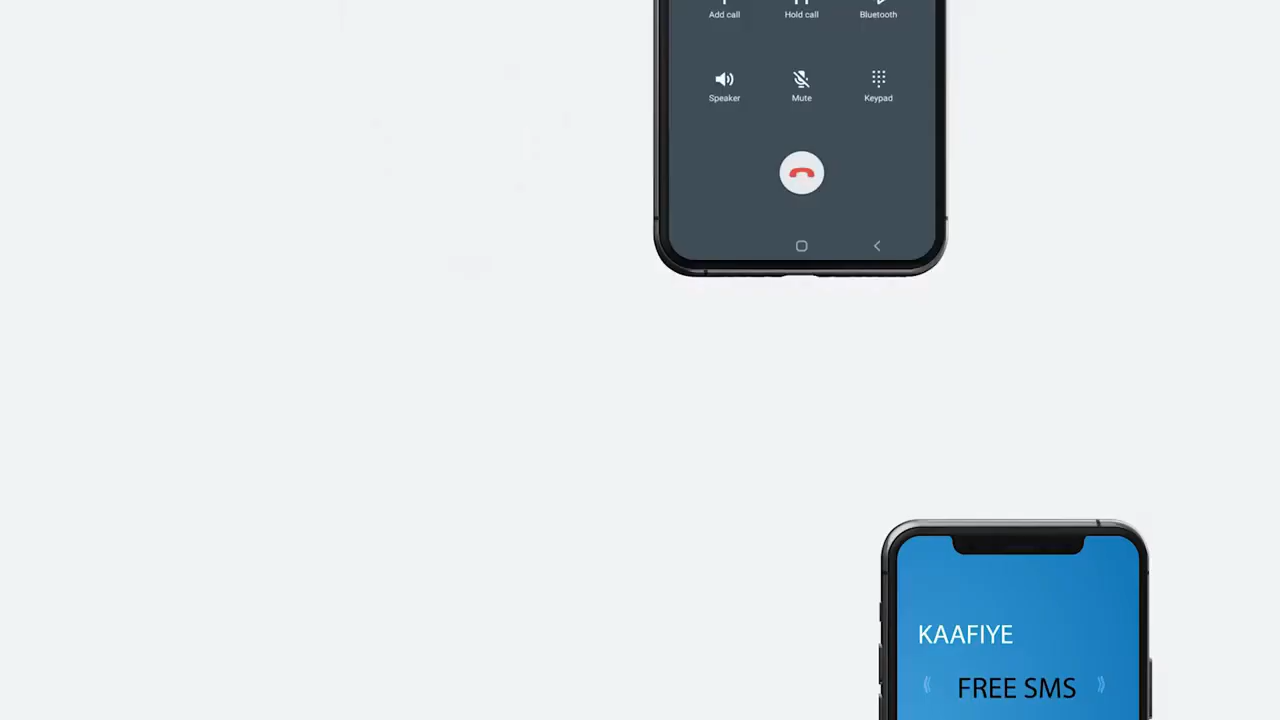 Add call Hold call Bluetooth
Speaker Mute Keypad
KAAFIYE
FREE SMS